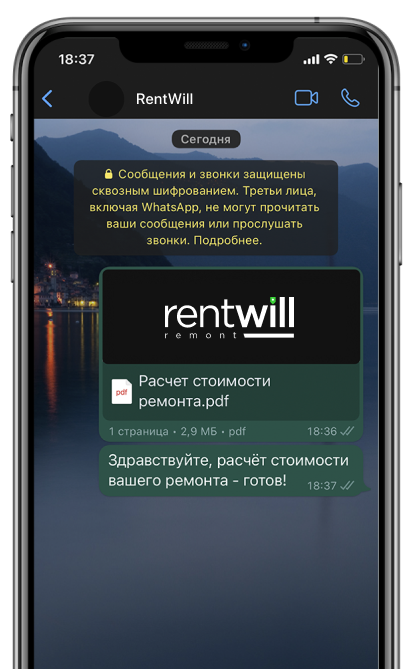 18:37
RentWill
Сегодня
Сообщения и звонки защищены
сквозным шифрованием. Третьи лица,
включая WhatsApp, не могут прочитать
ваши сообщения или прослушать
звонки. Подробнее.
rentwill
remont
pdf
Расчет стоимости
ремонта.pdf
1 страница • 2,9 МБ • pdf 18:36
Здравствуйте, расчёт стоимости
вашего ремонта - готов! 18:37